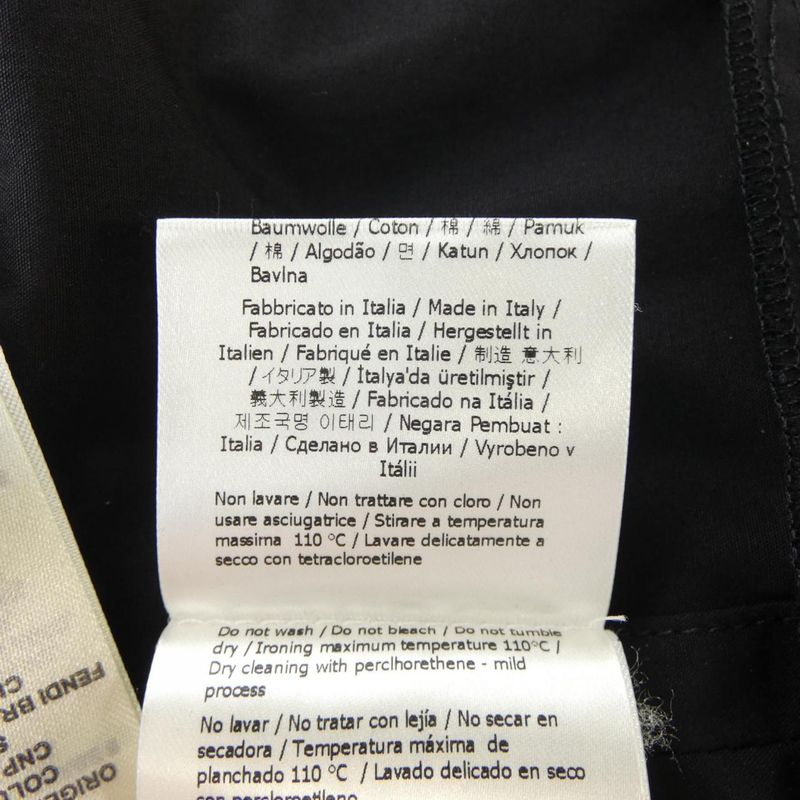 Baumwolle / Coton / 棉 / 綿 / Pamuk
/ 棉 / Algodão / 면 / Katun / Хлопок /
Bavlna
Fabbricato in Italia / Made in Italy /
Fabricado en Italia / Hergestellt in
Italien / Fabriqué en Italie / 制造 意大利
/イタリア製 / İtalya'da üretilmiştir /
義大利製造 / Fabricado na Itália /
제조국명 이태리 / Negara Pembuat :
Italia / Сделано в Италии / Vyrobeno v
Itálii
Non lavare / Non trattare con cloro / Non
usare asciugatrice / Stirare a temperatura
massima 110 °C / Lavare delicatamente a
secco con tetracloroetilene
Do not wash / Do not bleach / Do not tumble
dry / Ironing maximum temperature 110°C /
Dry cleaning with perclhorethene - mild
process
No lavar / No tratar con lejía / No secar en
secadora / Temperatura máxima de
planchado 110 °C / Lavado delicado en seco
con percloroetileno
FENDI BR
CNP
COLO
ORIGE